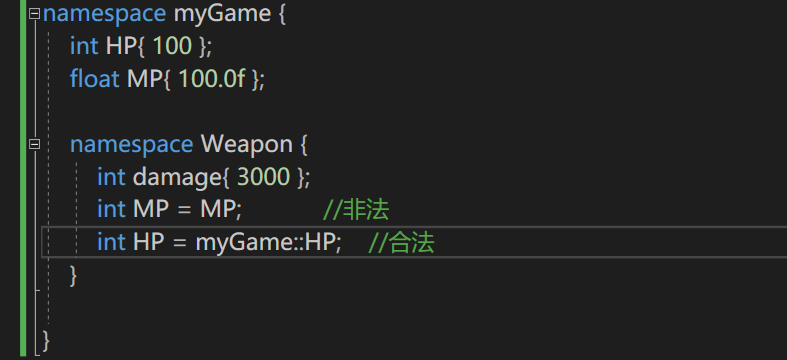 namespace myGame {
int HP{ 100 };
float MP{ 100.0f };
namespace Weapon {
int damage{ 3000 };
int MP = MP; //非法
int HP = myGame::HP; //合法
}
}